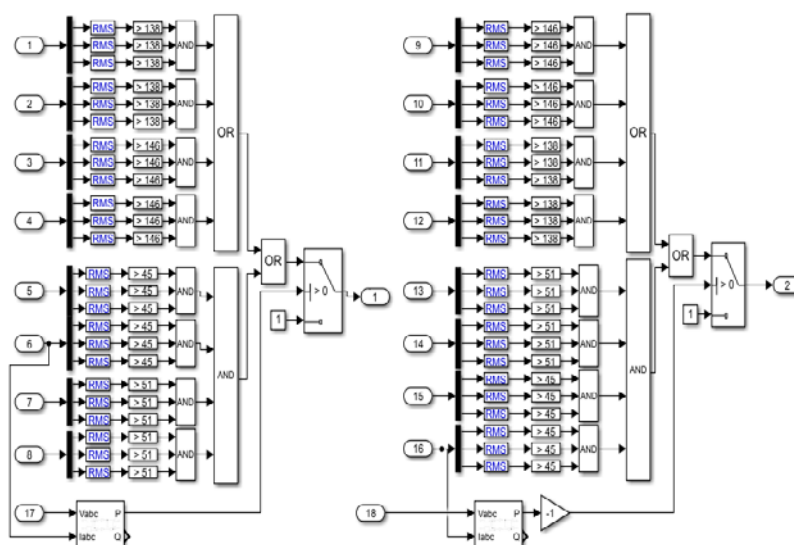 RMS > 138
1 RMS > 138 AND
RMS > 138
RMS > 138
2 RMS > 138 AND
RMS > 138
OR
RMS > 146
3 RMS > 146 AND
RMS > 146
RMS > 146
4 RMS > 146 AND
RMS > 146
OR
RMS > 45
5 RMS > 45 AND
RMS > 45
> 0
1
1
RMS > 45
6 RMS > 45 AND
RMS > 45
AND
RMS > 51
7 RMS > 51 AND
RMS > 51
RMS > 51
8 RMS > 51 AND
RMS > 51
17 Vabc P
Iabc Q
RMS > 146
9 RMS > 146 AND
RMS > 146
RMS > 146
10 RMS > 146 AND
RMS > 146
OR
RMS > 138
11 RMS > 138 AND
RMS > 138
RMS > 138
12 RMS > 138 AND
RMS > 138
OR
RMS > 51
13 RMS > 51 AND
RMS > 51
> 0
2
1
RMS > 51
14 RMS > 51 AND
RMS > 51
AND
RMS > 45
15 RMS > 45 AND
RMS > 45
RMS > 45
16 RMS > 45 AND
RMS > 45
18 Vabc P
-1
Iabc Q